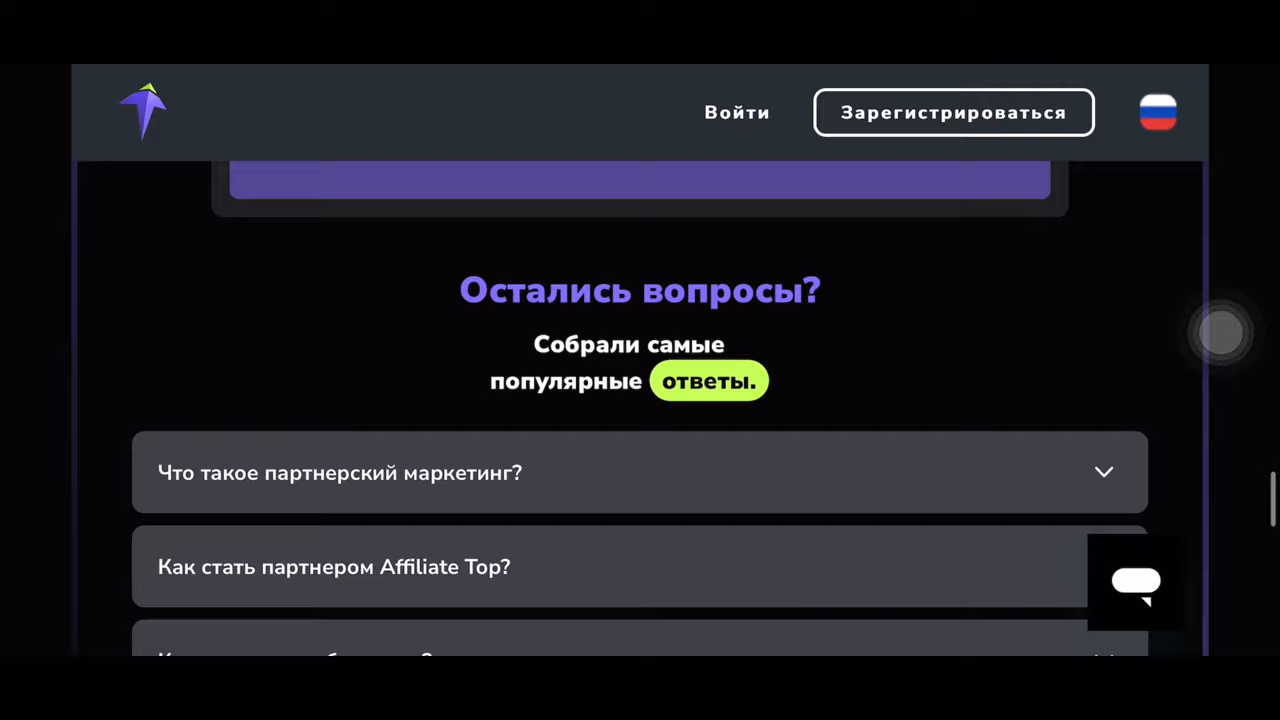 Войти
Зарегистрироваться
Остались вопросы?
Собрали самые
популярные ответы.
Что такое партнерский маркетинг?
Как стать партнером Affiliate Top?